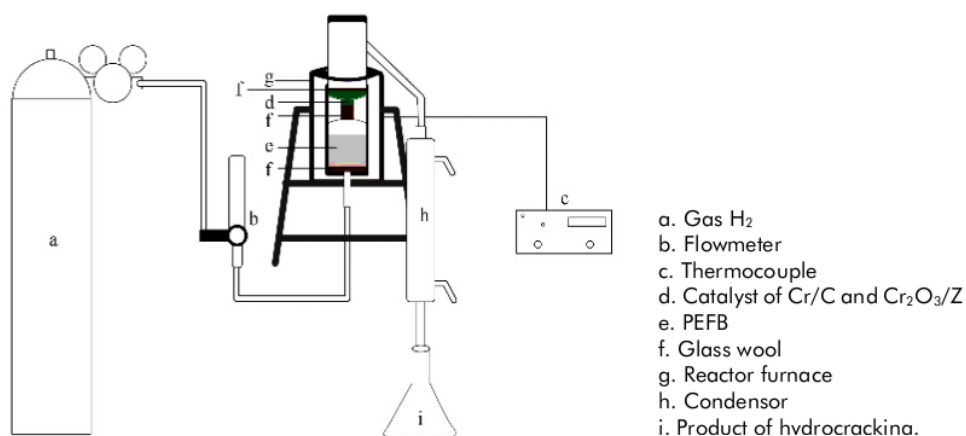 a
b
c
g
f
d
f
e
f
h
i
a. Gas H₂
b. Flowmeter
c. Thermocouple
d. Catalyst of Cr/C and Cr₂O₃/Z
e. PEFB
f. Glass wool
g. Reactor furnace
h. Condensor
i. Product of hydrocracking.